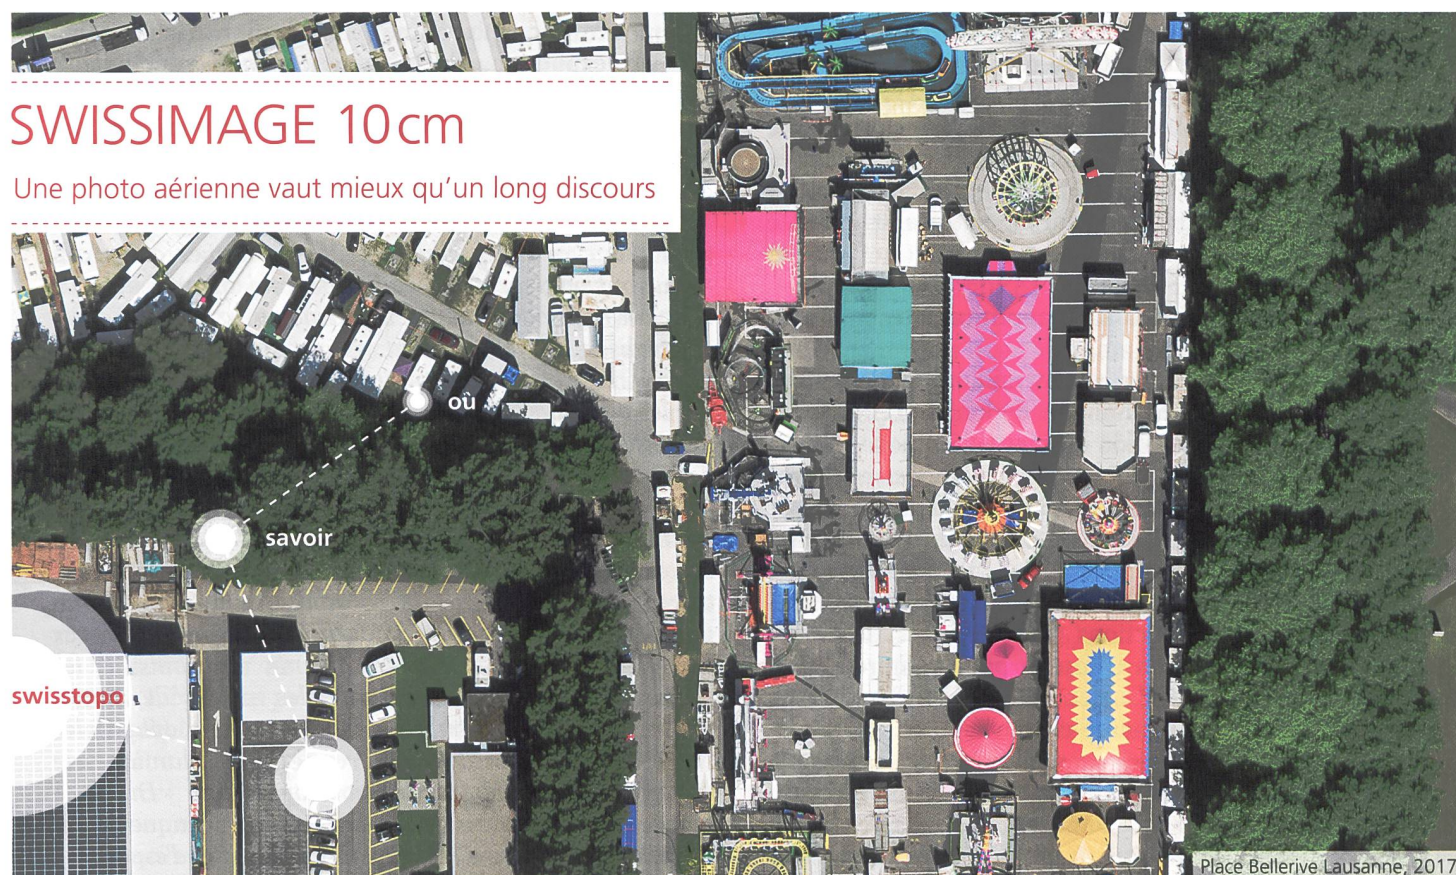 SWISSIMAGE 10 cm
Une photo aérienne vaut mieux qu'un long discours
où
savoir
swisstopo
Place Bellerive Lausanne, 2017